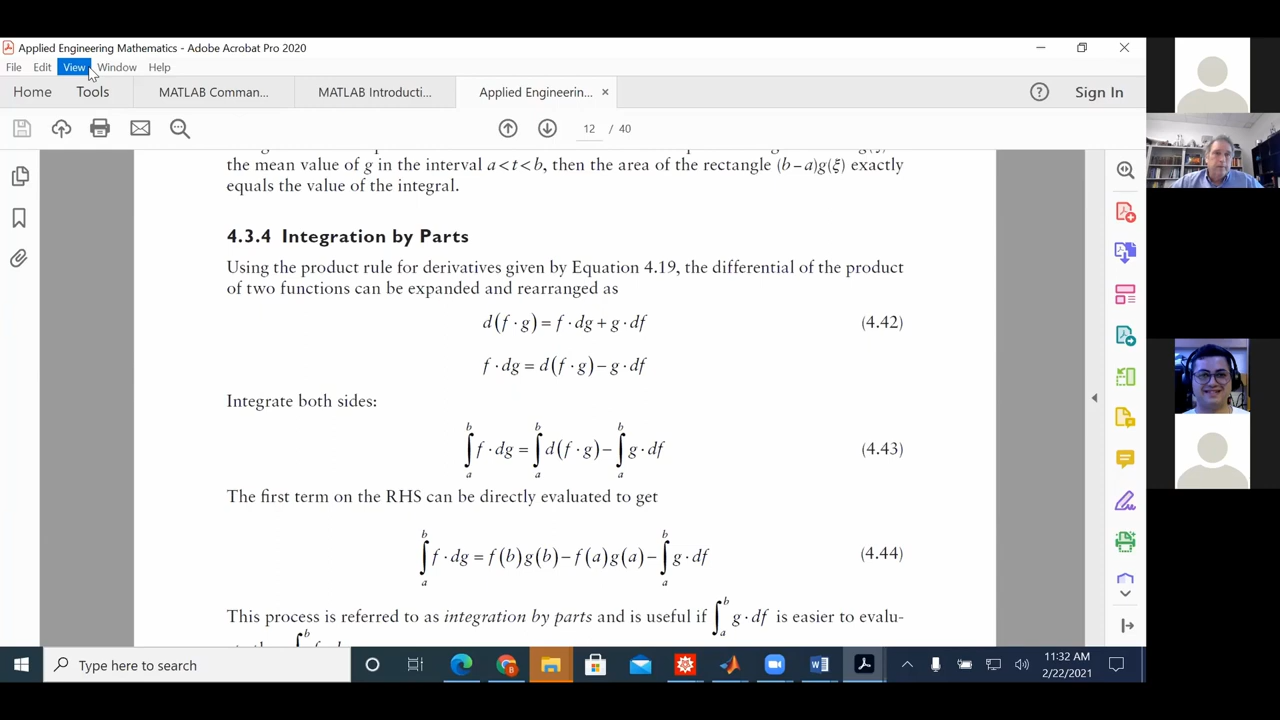 Applied Engineering Mathematics - Adobe Acrobat Pro 2020
File Edit View Window Help
Home Tools MATLAB Comman... MATLAB Introducti... Applied Engineerin... × Sign In
12 / 40
the mean value of g in the interval a<t<b, then the area of the rectangle (b–a)g(ξ) exactly
equals the value of the integral.
4.3.4 Integration by Parts
Using the product rule for derivatives given by Equation 4.19, the differential of the product
of two functions can be expanded and rearranged as
d(f·g)=f·dg+g·df (4.42)
f·dg=d(f·g)–g·df
Integrate both sides:
∫_a^b f·dg=∫_a^b d(f·g)–∫_a^b g·df (4.43)
The first term on the RHS can be directly evaluated to get
∫_a^b f·dg=f(b)g(b)–f(a)g(a)–∫_a^b g·df (4.44)
This process is referred to as integration by parts and is useful if ∫_a^b g·df is easier to evalu-
Type here to search
11:32 AM
2/22/2021